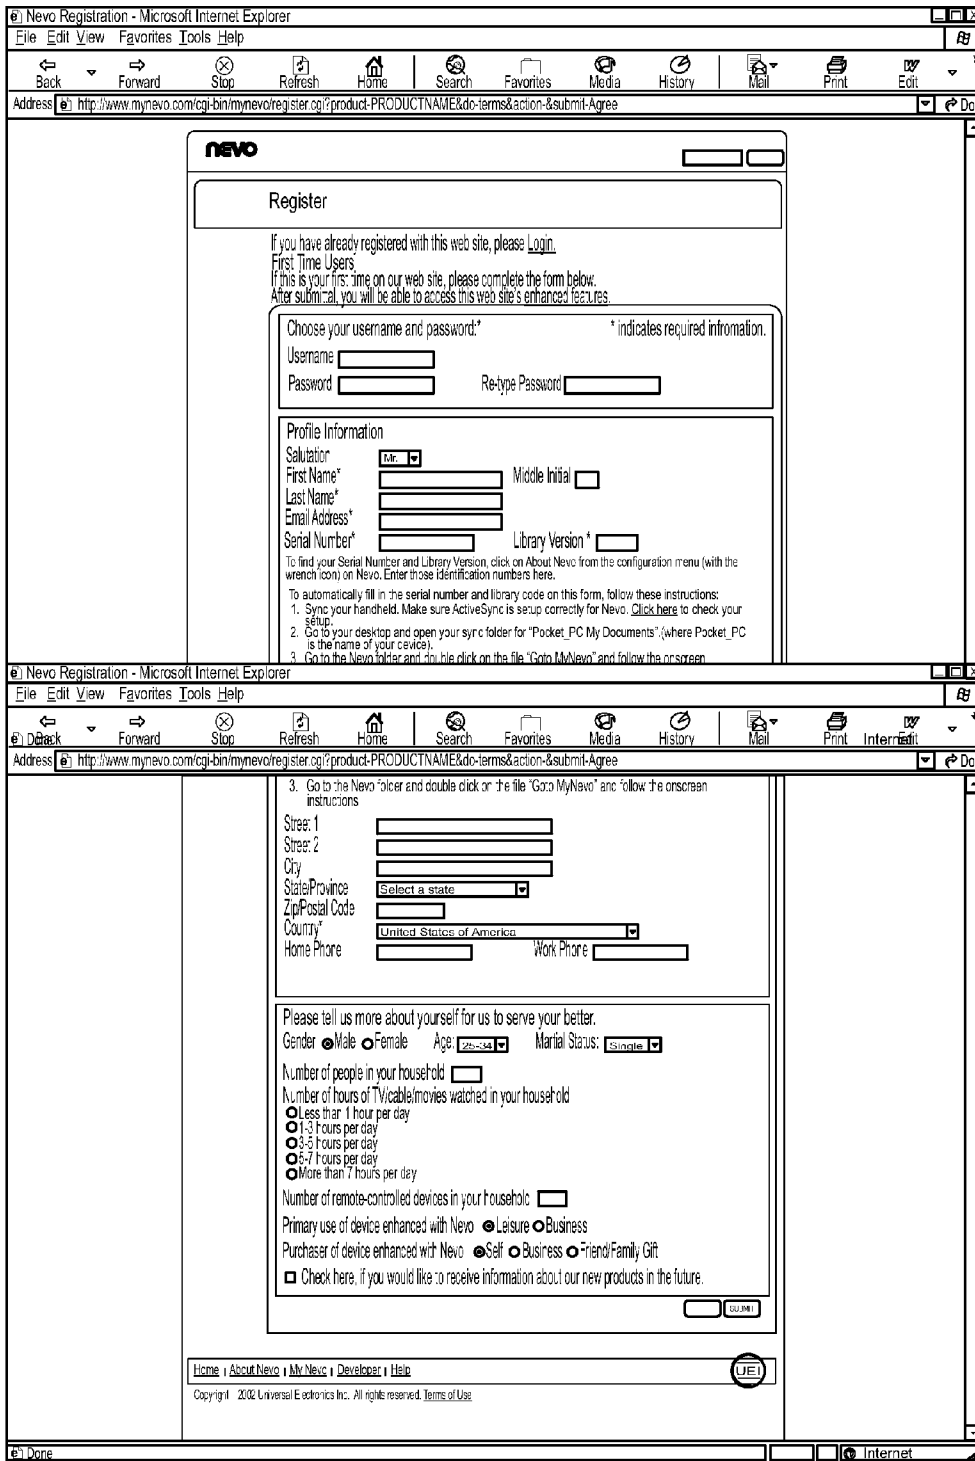 Nevo Registration - Microsoft Internet Explorer
File Edit View Favorites Tools Help
Back Forward Stop Refresh Home Search Favorites Media History Mail Print Edit
Address http://www.mynevo.com/cgi-bin/mynevo/register.cgi?product-PRODUCTNAME&do-terms&action-&submit-Agree
nevo
Register
If you have already registered with this web site, please Login.
First Time Users
If this is your first time on our web site, please complete the form below.
After submittal, you will be able to access this web site's enhanced features.
Choose your username and password:* * indicates required infromation.
Username
Password Re-type Password
Profile Information
Salutation Mr.
First Name* Middle Initial
Last Name*
Email Address*
Serial Number* Library Version *
To find your Serial Number and Library Version, click on About Nevo from the configuration menu (with the
wrench icon) on Nevo. Enter those identification numbers here.
To automatically fill in the serial number and library code on this form, follow these instructions:
1. Sync your handheld. Make sure ActiveSync is setup correctly for Nevo. Click here to check your
setup.
2. Go to your desktop and open your sync folder for "Pocket_PC My Documents".(where Pocket_PC
is the name of your device).
3. Go to the Nevo folder and double click on the file "Goto MyNevo" and follow the onscreen
Nevo Registration - Microsoft Internet Explorer
File Edit View Favorites Tools Help
Back Forward Stop Refresh Home Search Favorites Media History Mail Print Edit
Done Internet
Address http://www.mynevo.com/cgi-bin/mynevo/register.cgi?product-PRODUCTNAME&do-terms&action-&submit-Agree
3. Go to the Nevo folder and double click on the file "Goto MyNevo" and follow the onscreen
instructions
Street 1
Street 2
City
State/Province Select a state
Zip/Postal Code
Country* United States of America
Home Phone Work Phone
Please tell us more about yourself for us to serve your better.
Gender Male Female Age: 25-34 Martial Status: Single
Number of people in your household
Number of hours of TV/cable/movies watched in your household
Less than 1 hour per day
1-3 hours per day
3-5 hours per day
5-7 hours per day
More than 7 hours per day
Number of remote-controlled devices in your household
Primary use of device enhanced with Nevo Leisure Business
Purchaser of device enhanced with Nevo Self Business Friend/Family Gift
Check here, if you would like to receive information about our new products in the future.
SUBMIT
Home | About Nevo | My Nevo | Developer | Help
UEI
Copyright 2002 Universal Electronics Inc. All rights reserved. Terms of Use
Done Internet